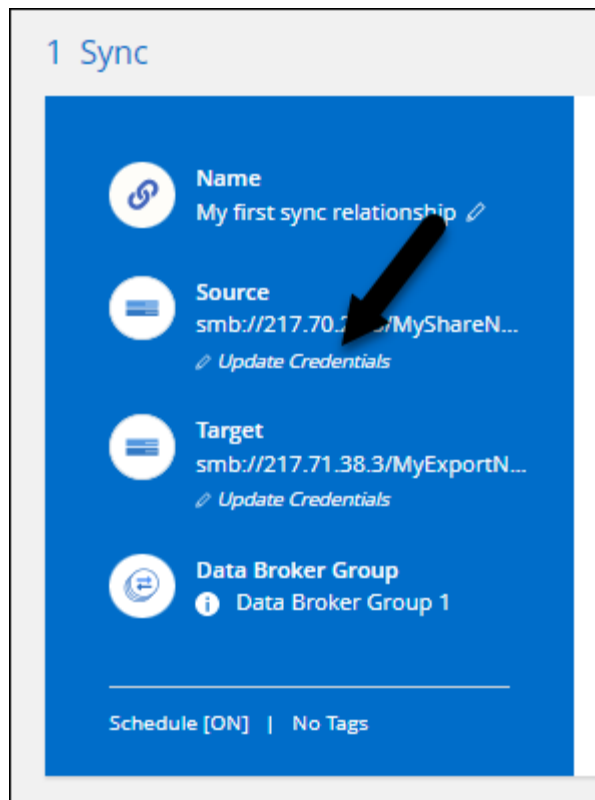 1 Sync
Name
My first sync relationship
Source
smb://217.70.2 /MyShareN...
Update Credentials
Target
smb://217.71.38.3/MyExportN...
Update Credentials
Data Broker Group
Data Broker Group 1
Schedule [ON] | No Tags